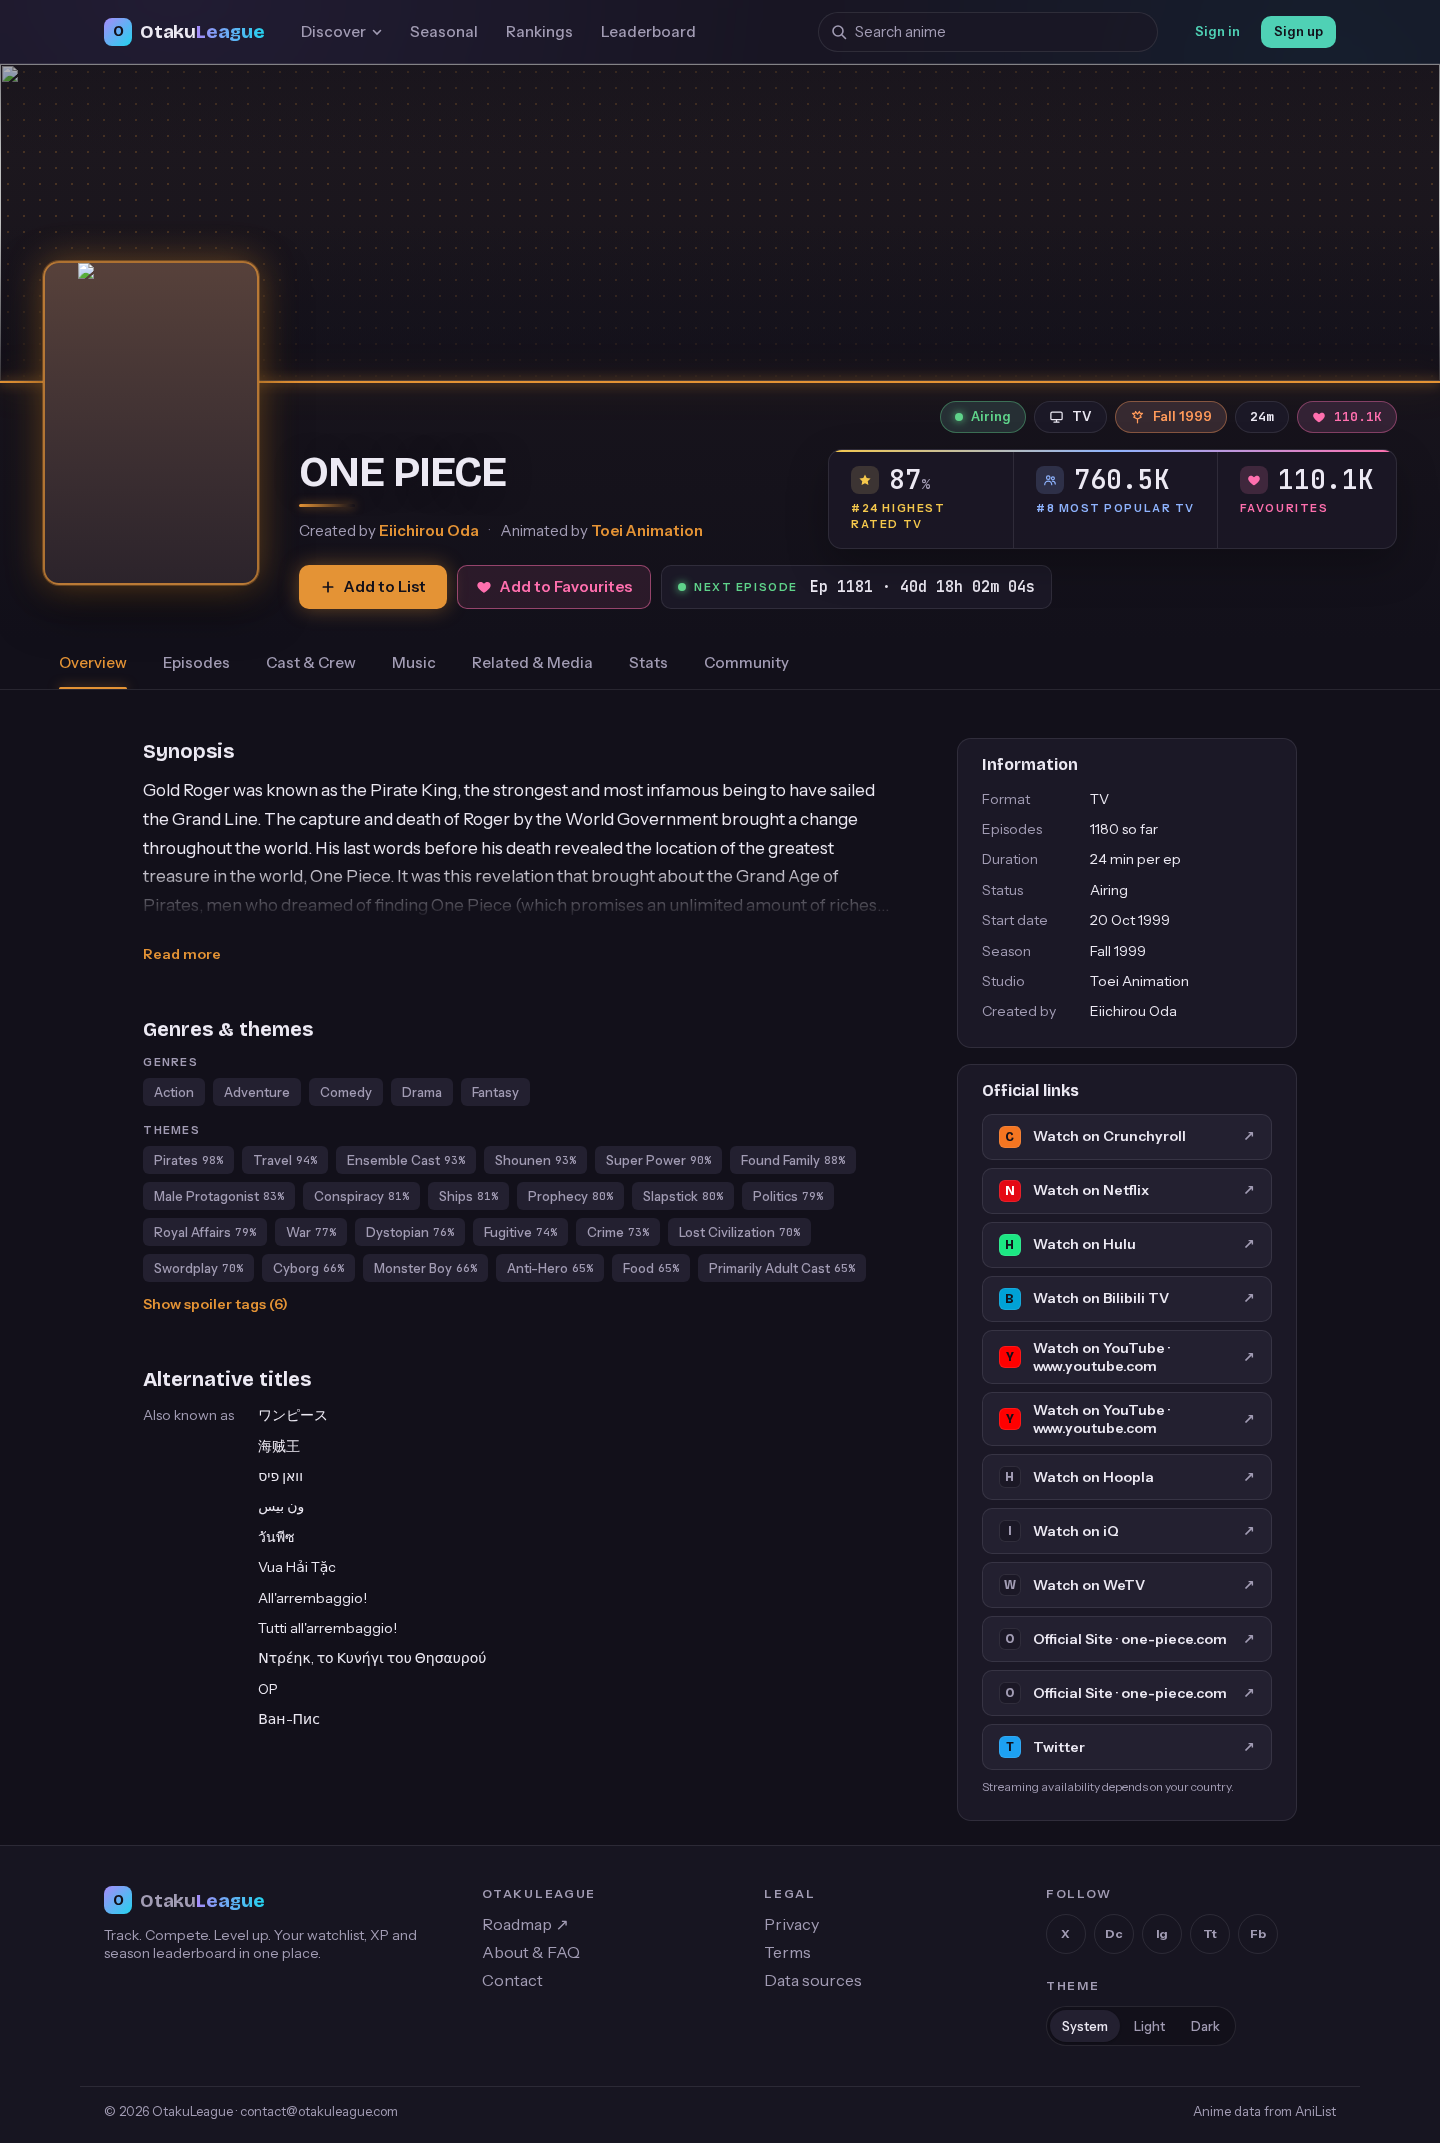 O OtakuLeague Discover Seasonal Rankings Leaderboard Search anime Sign in Sign up
Airing TV Fall 1999 24m 110.1K
ONE PIECE
87% 760.5K 110.1K
#24 HIGHEST RATED TV #8 MOST POPULAR TV FAVOURITES
Created by Eiichirou Oda · Animated by Toei Animation
+ Add to List Add to Favourites NEXT EPISODE Ep 1181 · 40d 18h 02m 04s
Overview Episodes Cast & Crew Music Related & Media Stats Community
Synopsis
Gold Roger was known as the Pirate King, the strongest and most infamous being to have sailed
the Grand Line. The capture and death of Roger by the World Government brought a change
throughout the world. His last words before his death revealed the location of the greatest
treasure in the world, One Piece. It was this revelation that brought about the Grand Age of
Pirates, men who dreamed of finding One Piece (which promises an unlimited amount of riches...
Read more
Genres & themes
GENRES
Action Adventure Comedy Drama Fantasy
THEMES
Pirates 98% Travel 94% Ensemble Cast 93% Shounen 93% Super Power 90% Found Family 88%
Male Protagonist 83% Conspiracy 81% Ships 81% Prophecy 80% Slapstick 80% Politics 79%
Royal Affairs 79% War 77% Dystopian 76% Fugitive 74% Crime 73% Lost Civilization 70%
Swordplay 70% Cyborg 66% Monster Boy 66% Anti-Hero 65% Food 65% Primarily Adult Cast 65%
Show spoiler tags (6)
Alternative titles
Also known as ワンピース
海贼王
וואן פיס
ون بيس
วันพีซ
Vua Hải Tặc
All'arrembaggio!
Tutti all'arrembaggio!
Ντρέηκ, το Κυνήγι του Θησαυρού
OP
Ван-Пис
Information
Format TV
Episodes 1180 so far
Duration 24 min per ep
Status Airing
Start date 20 Oct 1999
Season Fall 1999
Studio Toei Animation
Created by Eiichirou Oda
Official links
C Watch on Crunchyroll ↗
N Watch on Netflix ↗
H Watch on Hulu ↗
B Watch on Bilibili TV ↗
Y Watch on YouTube ·
www.youtube.com ↗
Y Watch on YouTube ·
www.youtube.com ↗
H Watch on Hoopla ↗
I Watch on iQ ↗
W Watch on WeTV ↗
O Official Site · one-piece.com ↗
O Official Site · one-piece.com ↗
T Twitter ↗
Streaming availability depends on your country.
O OtakuLeague
Track. Compete. Level up. Your watchlist, XP and
season leaderboard in one place.
OTAKULEAGUE
Roadmap ↗
About & FAQ
Contact
LEGAL
Privacy
Terms
Data sources
FOLLOW
X Dc Ig Tt Fb
THEME
System Light Dark
© 2026 OtakuLeague · contact@otakuleague.com
Anime data from AniList